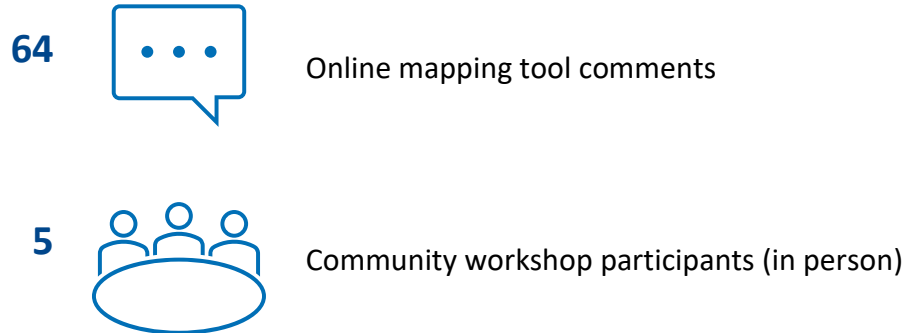 64
Online mapping tool comments
5
Community workshop participants (in person)